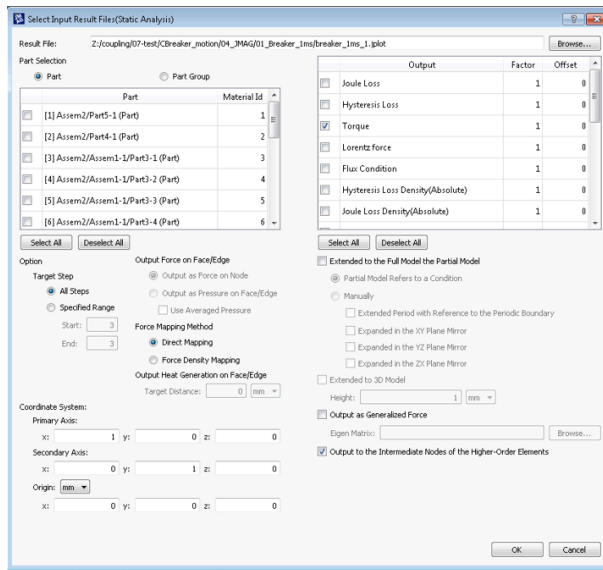 Select Input Result Files(Static Analysis)
Result File: Z:/coupling/07-test/CBreaker_motion/04_JMAG/01_Breaker_1ms/breaker_1ms_1.jplot Browse...
Part Selection
Part Part Group
Part Material Id
[1] Assem2/Part5-1 (Part) 1
[2] Assem2/Part4-1 (Part) 2
[3] Assem2/Assem1-1/Part3-1 (Part) 3
[4] Assem2/Assem1-1/Part3-2 (Part) 4
[5] Assem2/Assem1-1/Part3-3 (Part) 5
[6] Assem2/Assem1-1/Part3-4 (Part) 6
Select All Deselect All
Output Factor Offset
Joule Loss 1 0
Hysteresis Loss 1 0
Torque 1 0
Lorentz force 1 0
Flux Condition 1 0
Hysteresis Loss Density(Absolute) 1 0
Joule Loss Density(Absolute) 1 0
Select All Deselect All
Option
Target Step
All Steps
Specified Range
Start: 3
End: 3
Output Force on Face/Edge
Output as Force on Node
Output as Pressure on Face/Edge
Use Averaged Pressure
Force Mapping Method
Direct Mapping
Force Density Mapping
Output Heat Generation on Face/Edge
Target Distance: 0 mm
Coordinate System:
Primary Axis:
x: 1 y: 0 z: 0
Secondary Axis:
x: 0 y: 1 z: 0
Origin: mm
x: 0 y: 0 z: 0
Extended to the Full Model the Partial Model
Partial Model Refers to a Condition
Manually
Extended Period with Reference to the Periodic Boundary
Expanded in the XY Plane Mirror
Expanded in the YZ Plane Mirror
Expanded in the ZX Plane Mirror
Extended to 3D Model
Height: 1 mm
Output as Generalized Force
Eigen Matrix: Browse...
Output to the Intermediate Nodes of the Higher-Order Elements
OK Cancel